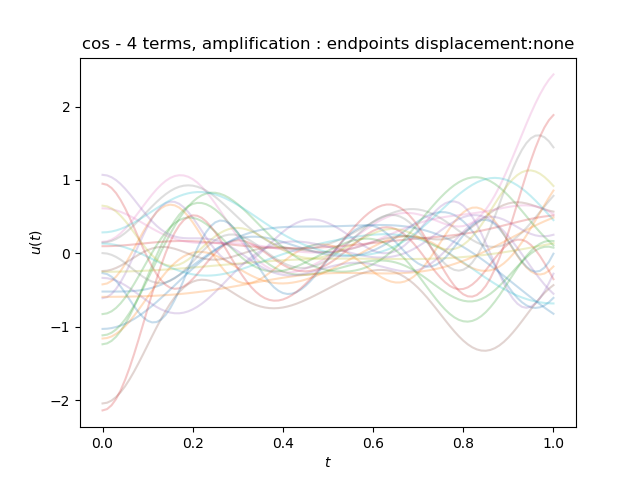 cos - 4 terms, amplification : endpoints displacement:none
2
1
0
−1
−2
u(t)
0.0 0.2 0.4 0.6 0.8 1.0
t